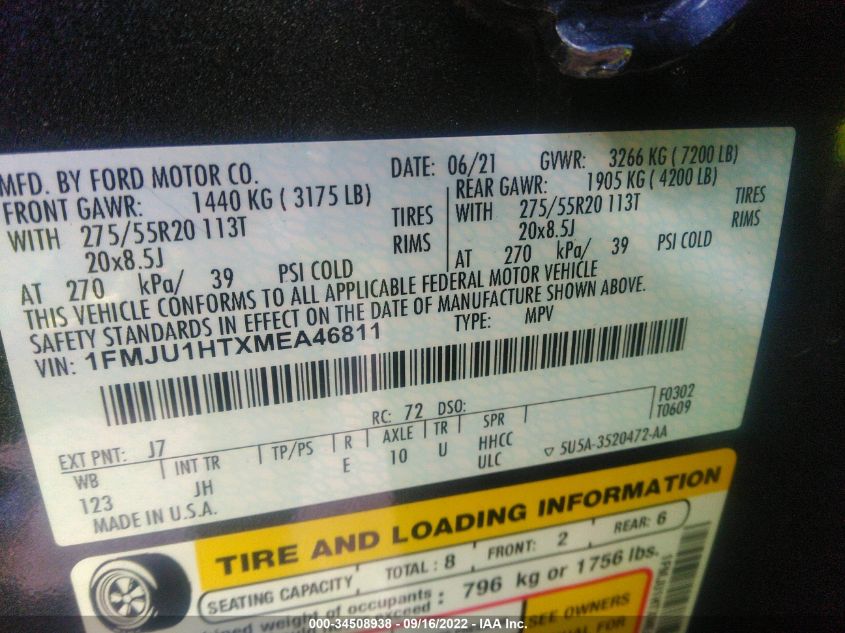 MFD. BY FORD MOTOR CO.
DATE: 06/21 GVWR: 3266 KG ( 7200 LB)
FRONT GAWR: 1440 KG ( 3175 LB)
REAR GAWR: 1905 KG ( 4200 LB)
WITH 275/55R20 113T TIRES
WITH 275/55R20 113T TIRES
20x8.5J RIMS
20x8.5J RIMS
AT 270 kPa/ 39 PSI COLD
AT 270 kPa/ 39 PSI COLD
THIS VEHICLE CONFORMS TO ALL APPLICABLE FEDERAL MOTOR VEHICLE
SAFETY STANDARDS IN EFFECT ON THE DATE OF MANUFACTURE SHOWN ABOVE.
VIN: 1FMJU1HTXMEA46811 TYPE: MPV
F0302
RC: 72 DSO: T0609
EXT PNT: J7
WB INT TR TP/PS R AXLE TR SPR
123 JH E 10 U HHCC
ULC
5U5A-3520472-AA
MADE IN U.S.A.
TIRE AND LOADING INFORMATION
SEATING CAPACITY TOTAL : 8 FRONT: 2 REAR: 6
weight of occupants : 796 kg or 1756 lbs.
exceed
SEE OWNERS
FOR
000-34508938 - 09/16/2022 - IAA Inc.